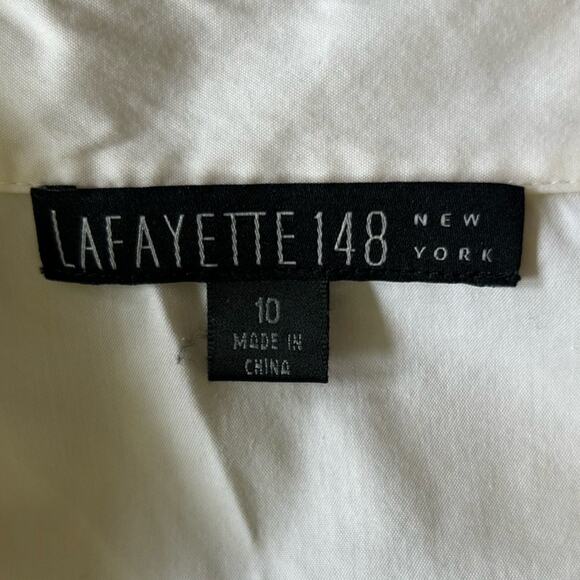 LAFAYETTE 148 NEW YORK
10
MADE IN
CHINA